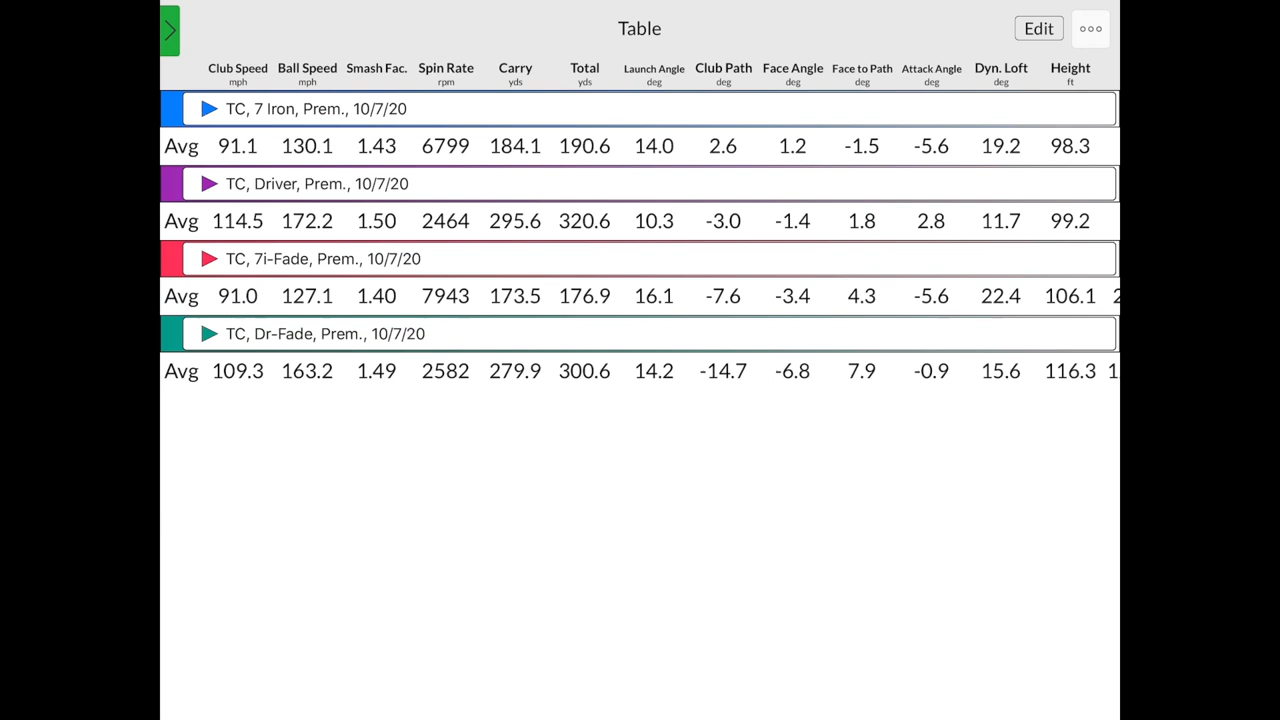 Table
Edit
Club Speed Ball Speed Smash Fac. Spin Rate Carry Total Launch Angle Club Path Face Angle Face to Path Attack Angle Dyn. Loft Height
mph mph rpm yds yds deg deg deg deg deg deg ft
TC, 7 Iron, Prem., 10/7/20
Avg 91.1 130.1 1.43 6799 184.1 190.6 14.0 2.6 1.2 -1.5 -5.6 19.2 98.3
TC, Driver, Prem., 10/7/20
Avg 114.5 172.2 1.50 2464 295.6 320.6 10.3 -3.0 -1.4 1.8 2.8 11.7 99.2
TC, 7i-Fade, Prem., 10/7/20
Avg 91.0 127.1 1.40 7943 173.5 176.9 16.1 -7.6 -3.4 4.3 -5.6 22.4 106.1
TC, Dr-Fade, Prem., 10/7/20
Avg 109.3 163.2 1.49 2582 279.9 300.6 14.2 -14.7 -6.8 7.9 -0.9 15.6 116.3